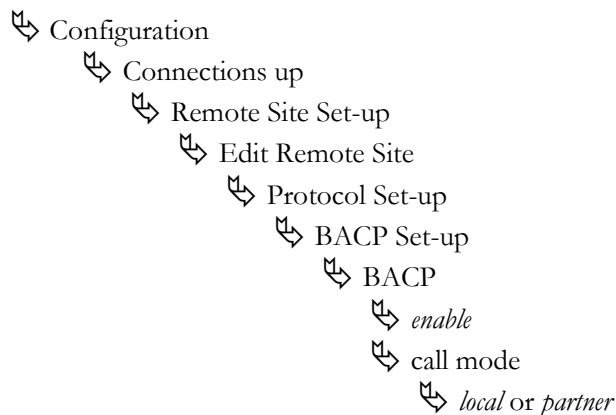 Configuration
Connections up
Remote Site Set-up
Edit Remote Site
Protocol Set-up
BACP Set-up
BACP
enable
call mode
local or partner